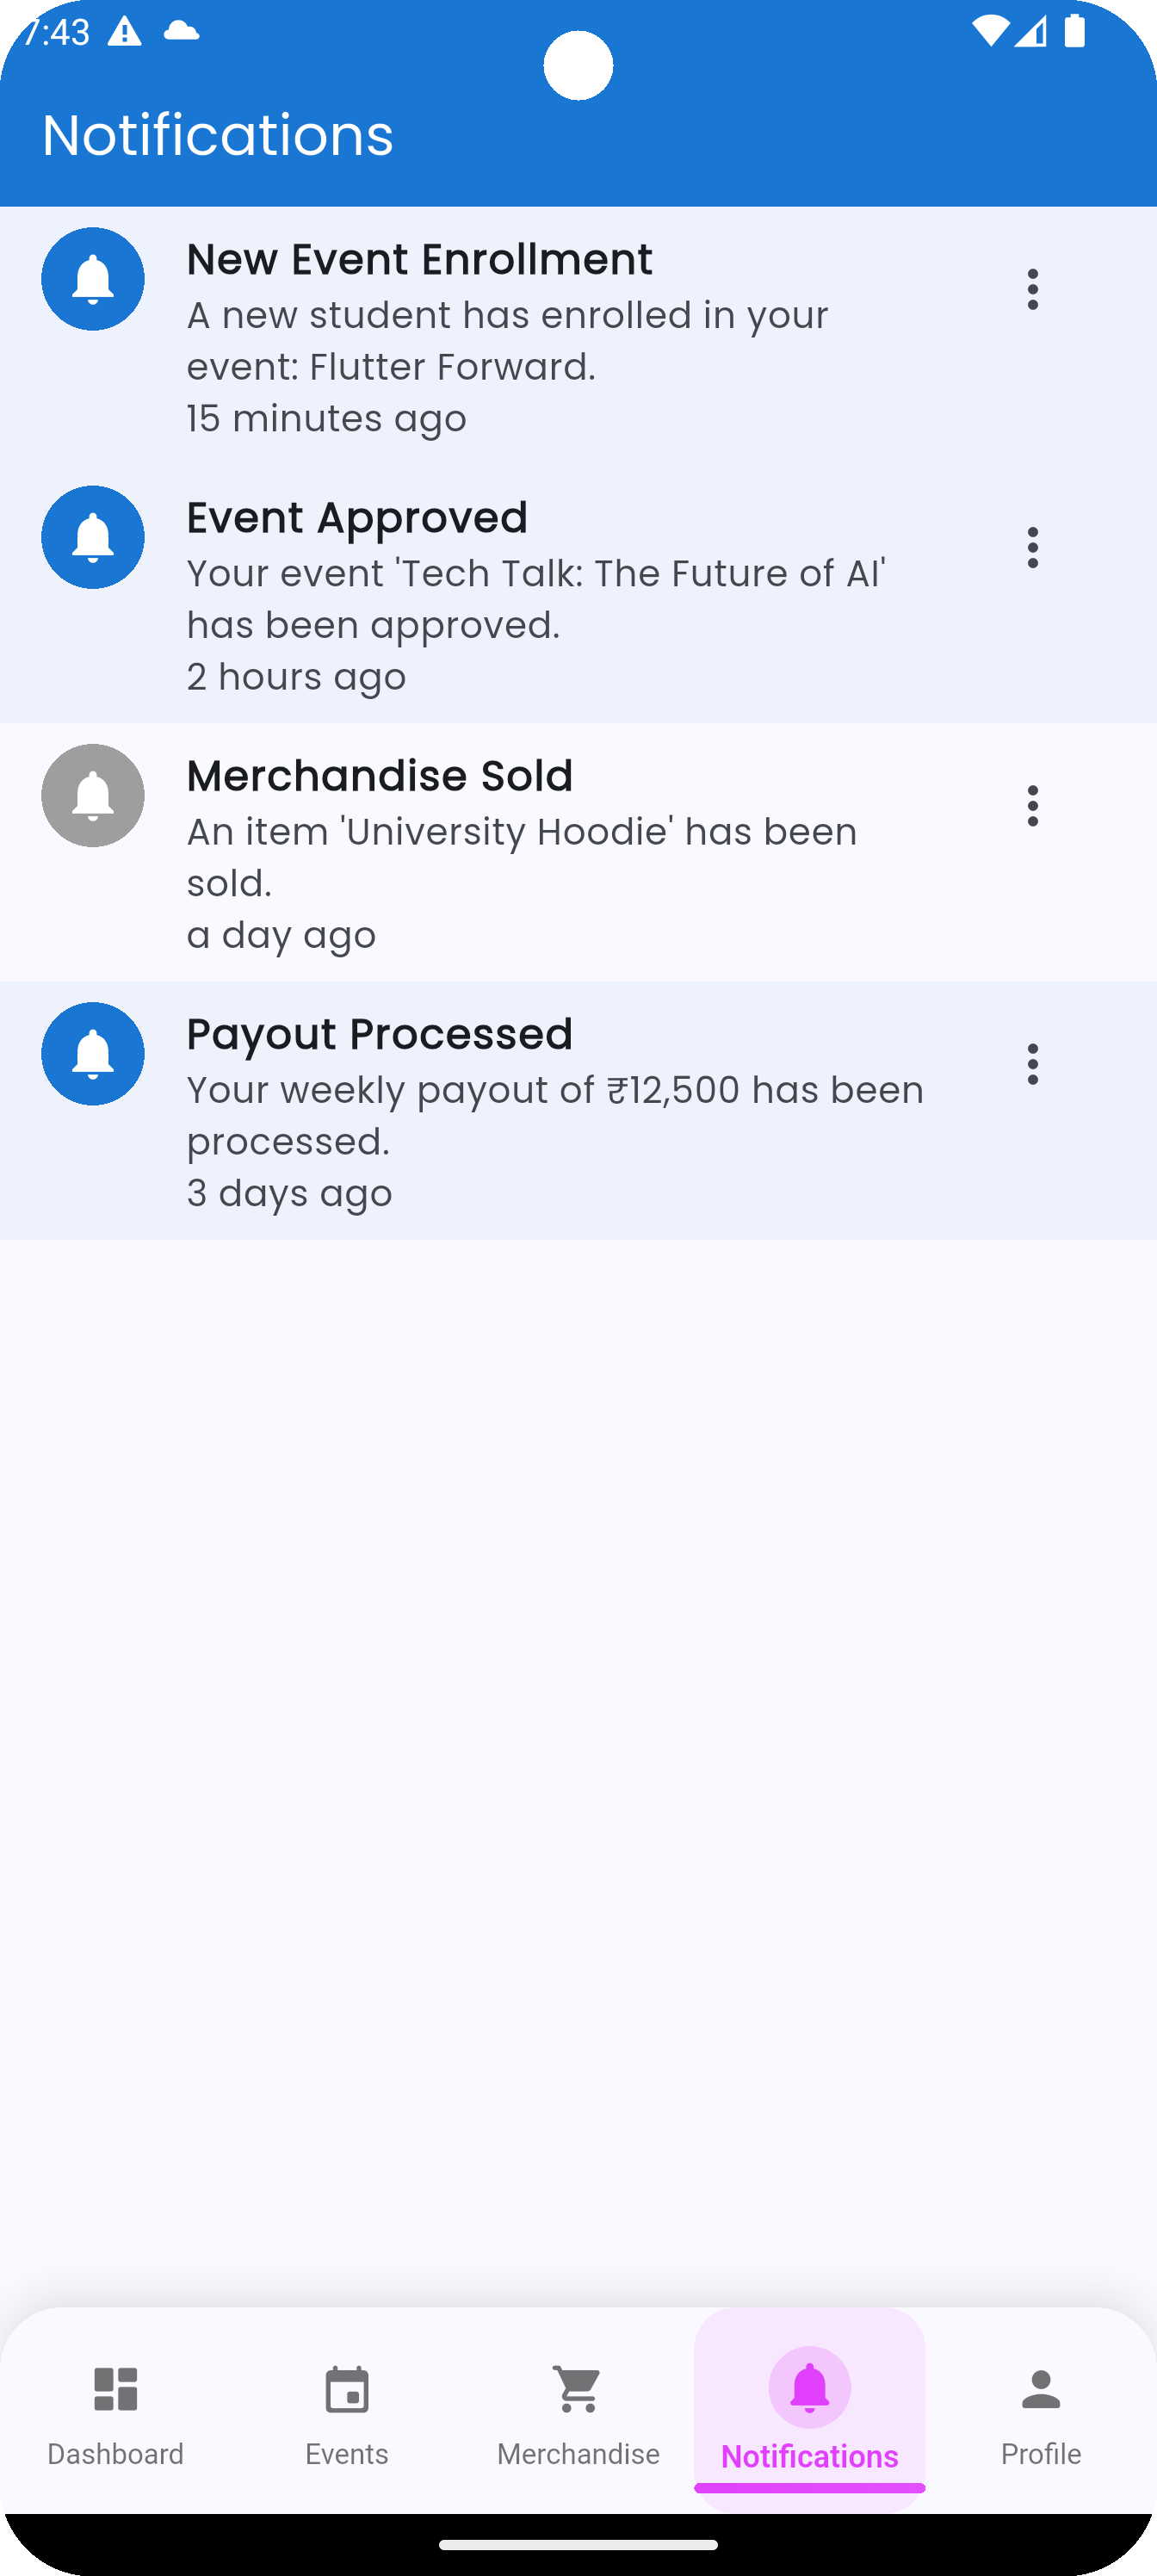 7:43
Notifications
New Event Enrollment
A new student has enrolled in your
event: Flutter Forward.
15 minutes ago
Event Approved
Your event 'Tech Talk: The Future of AI'
has been approved.
2 hours ago
Merchandise Sold
An item 'University Hoodie' has been
sold.
a day ago
Payout Processed
Your weekly payout of ₹12,500 has been
processed.
3 days ago
Dashboard
Events
Merchandise
Notifications
Profile